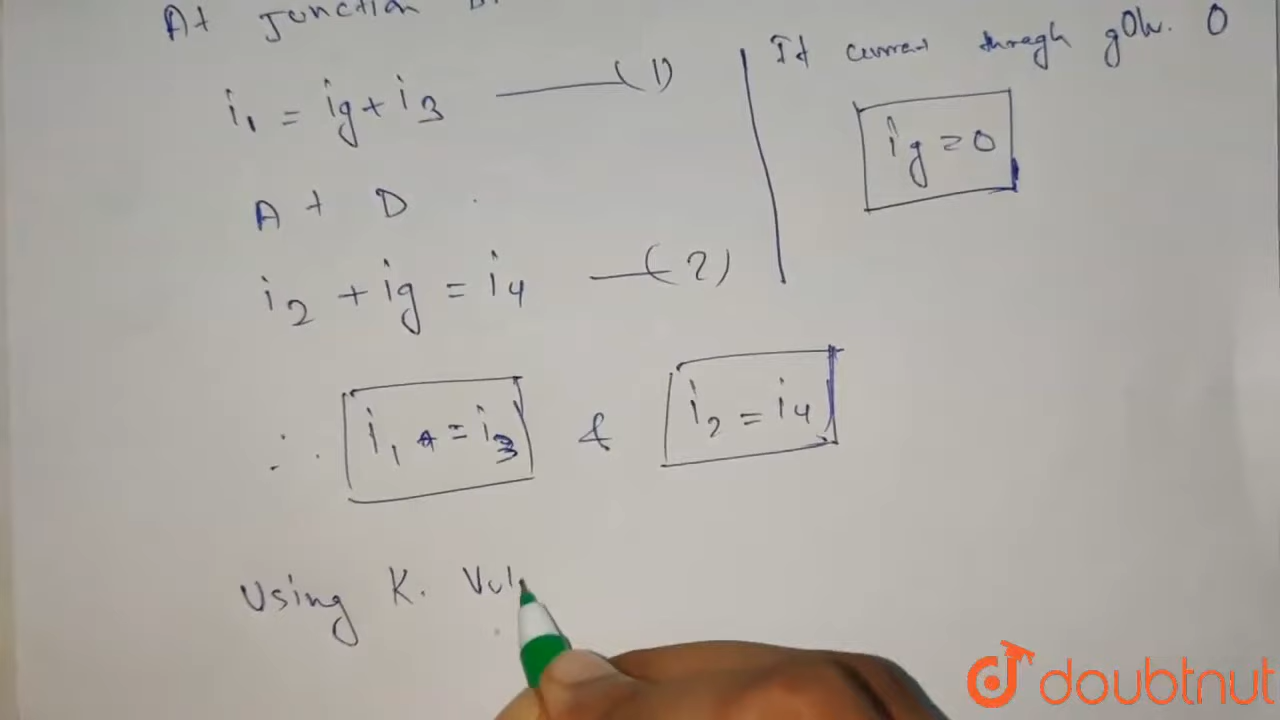 At Junction B.
i₁ = ig + i₃ ——— (1)
At D
i₂ + ig = i₄ — (2)
∴ i₁ = i₃ & i₂ = i₄
Using K. Vol
If current through 0
ig = 0
doubtnut